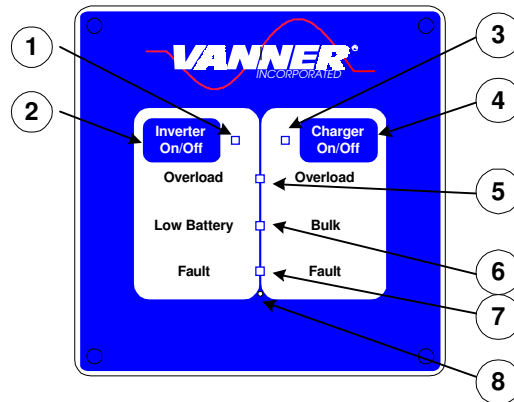 VANNER®
INCORPORATED
1
2
3
4
Inverter
On/Off
Charger
On/Off
Overload
Overload
5
Low Battery
Bulk
6
Fault
Fault
7
8